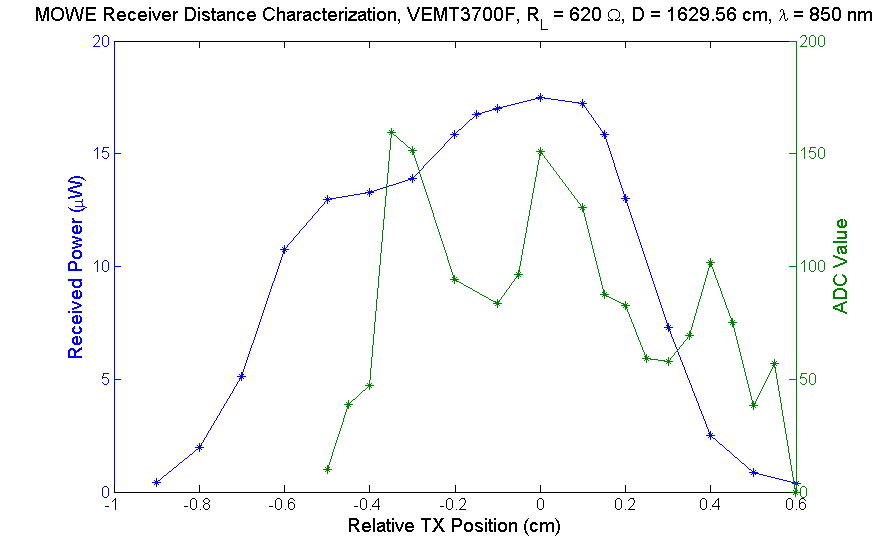 MOWE Receiver Distance Characterization, VEMT3700F, R_L = 620 Ω, D = 1629.56 cm, λ = 850 nm
20
15
10
5
0
200
150
100
50
0
Received Power (μW)
ADC Value
-1 -0.8 -0.6 -0.4 -0.2 0 0.2 0.4 0.6
Relative TX Position (cm)